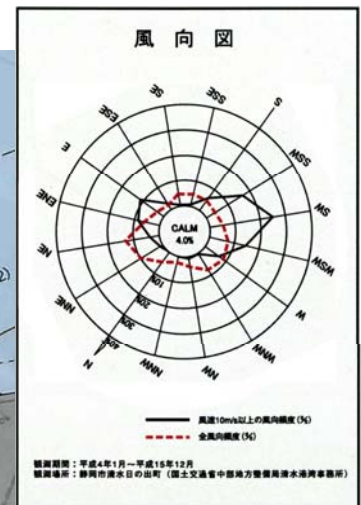 風向図
SE
SSE
S
ESE
SSW
E
SW
ENE
CALM
4.0%
WSW
NE
10%
W
NNE
20%
WNW
30%
40%
N
NNW
NW
風速10m/s以上の風向頻度(%)
全風向頻度(%)
観測期間：平成4年1月～平成15年12月
観測場所：静岡市清水日の出町（国土交通省中部地方整備局清水港湾事務所）